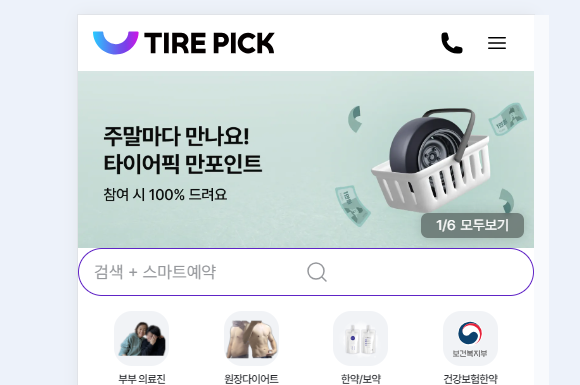 TIRE PICK
주말마다 만나요!
타이어픽 만포인트
참여 시 100% 드려요
1/6 모두보기
검색 + 스마트예약
보건복지부
부부 의료진
원장다이어트
한약/보약
건강보험한약